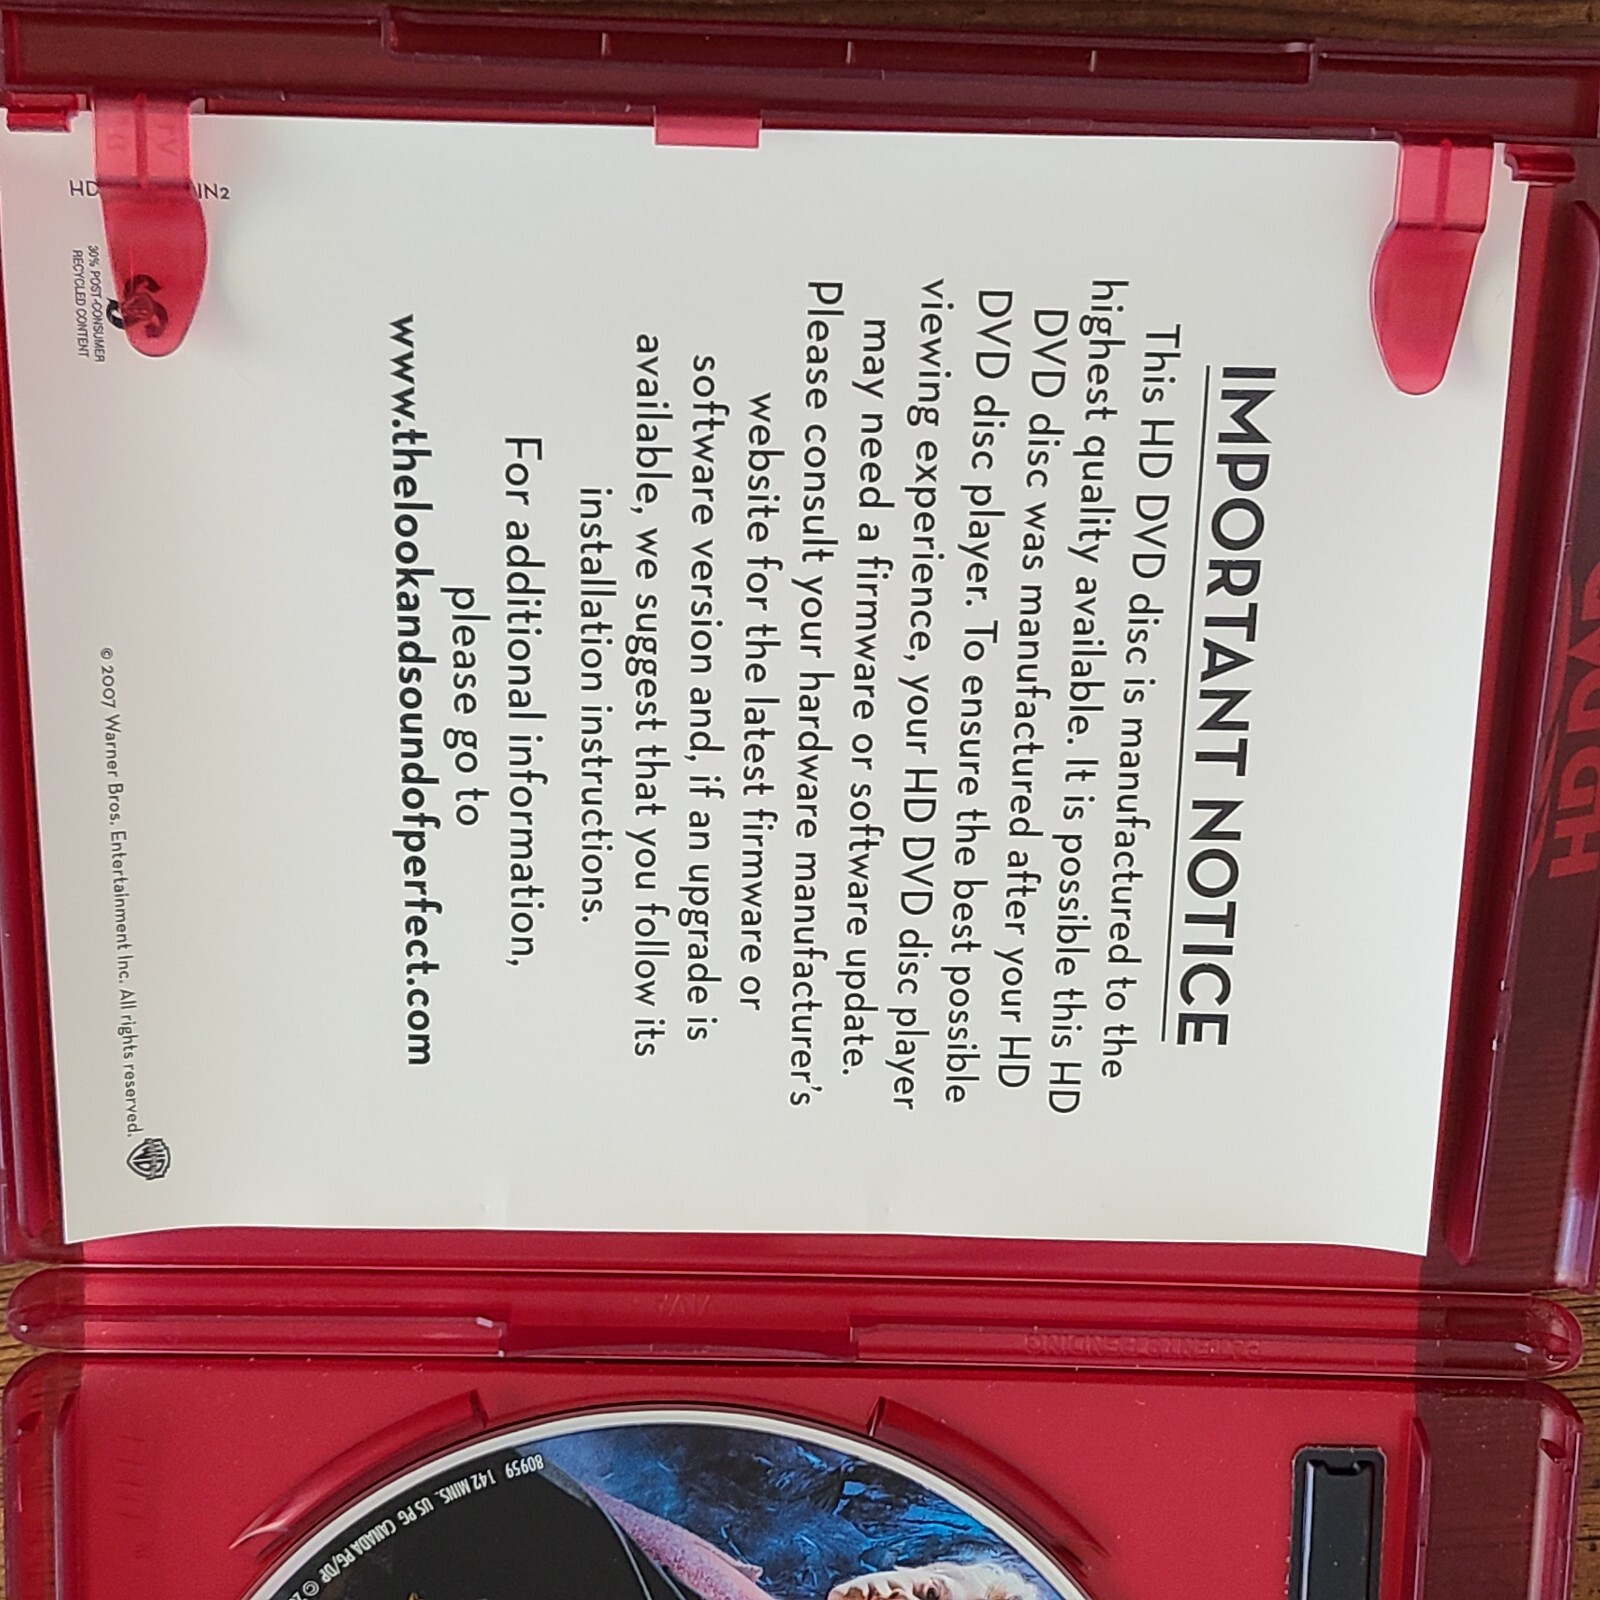 IMPORTANT NOTICE
This HD DVD disc is manufactured to the
highest quality available. It is possible this HD
DVD disc was manufactured after your HD
DVD disc player. To ensure the best possible
viewing experience, your HD DVD disc player
may need a firmware or software update.
Please consult your hardware manufacturer's
website for the latest firmware or
software version and, if an upgrade is
available, we suggest that you follow its
installation instructions.
For additional information,
please go to
www.thelookandsoundofperfect.com
30% POST-CONSUMER
RECYCLED CONTENT
© 2007 Warner Bros. Entertainment Inc. All rights reserved.
WB
HD DVD
PATENTS PENDING
80959 142 MINS. US PG CANADA PG/DP ©